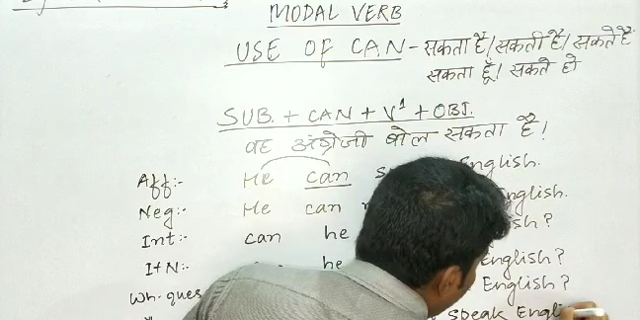 MODAL VERB
USE OF CAN - सकता है / सकती है / सकते हैं
सकता हूँ / सकते हो
SUB. + CAN + V¹ + OBJ.
वह अंग्रेजी बोल सकता है।
Aff:- He can English.
Neg:- He can English.
Int:- can he ?
I+N:- he English?
Wh. ques English?
speak